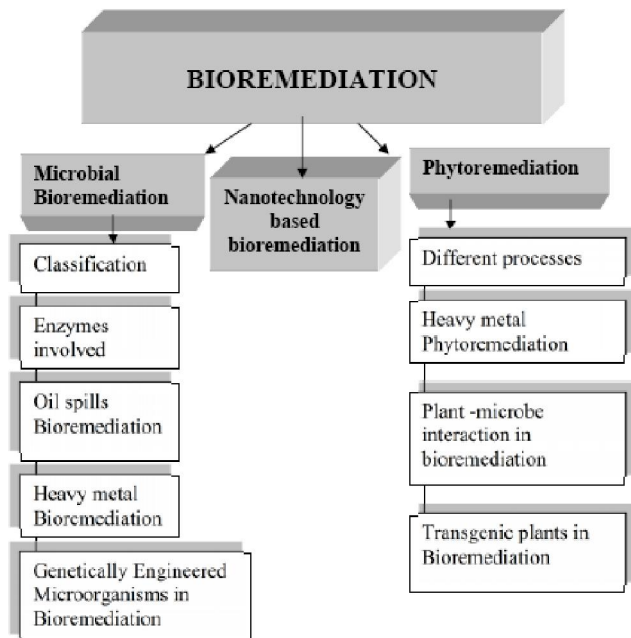 BIOREMEDIATION
Microbial
Bioremediation
Nanotechnology
based
bioremediation
Phytoremediation
Classification
Enzymes
involved
Oil spills
Bioremediation
Heavy metal
Bioremediation
Genetically Engineered
Microorganisms in
Bioremediation
Different processes
Heavy metal
Phytoremediation
Plant -microbe
interaction in
bioremediation
Transgenic plants in
Bioremediation